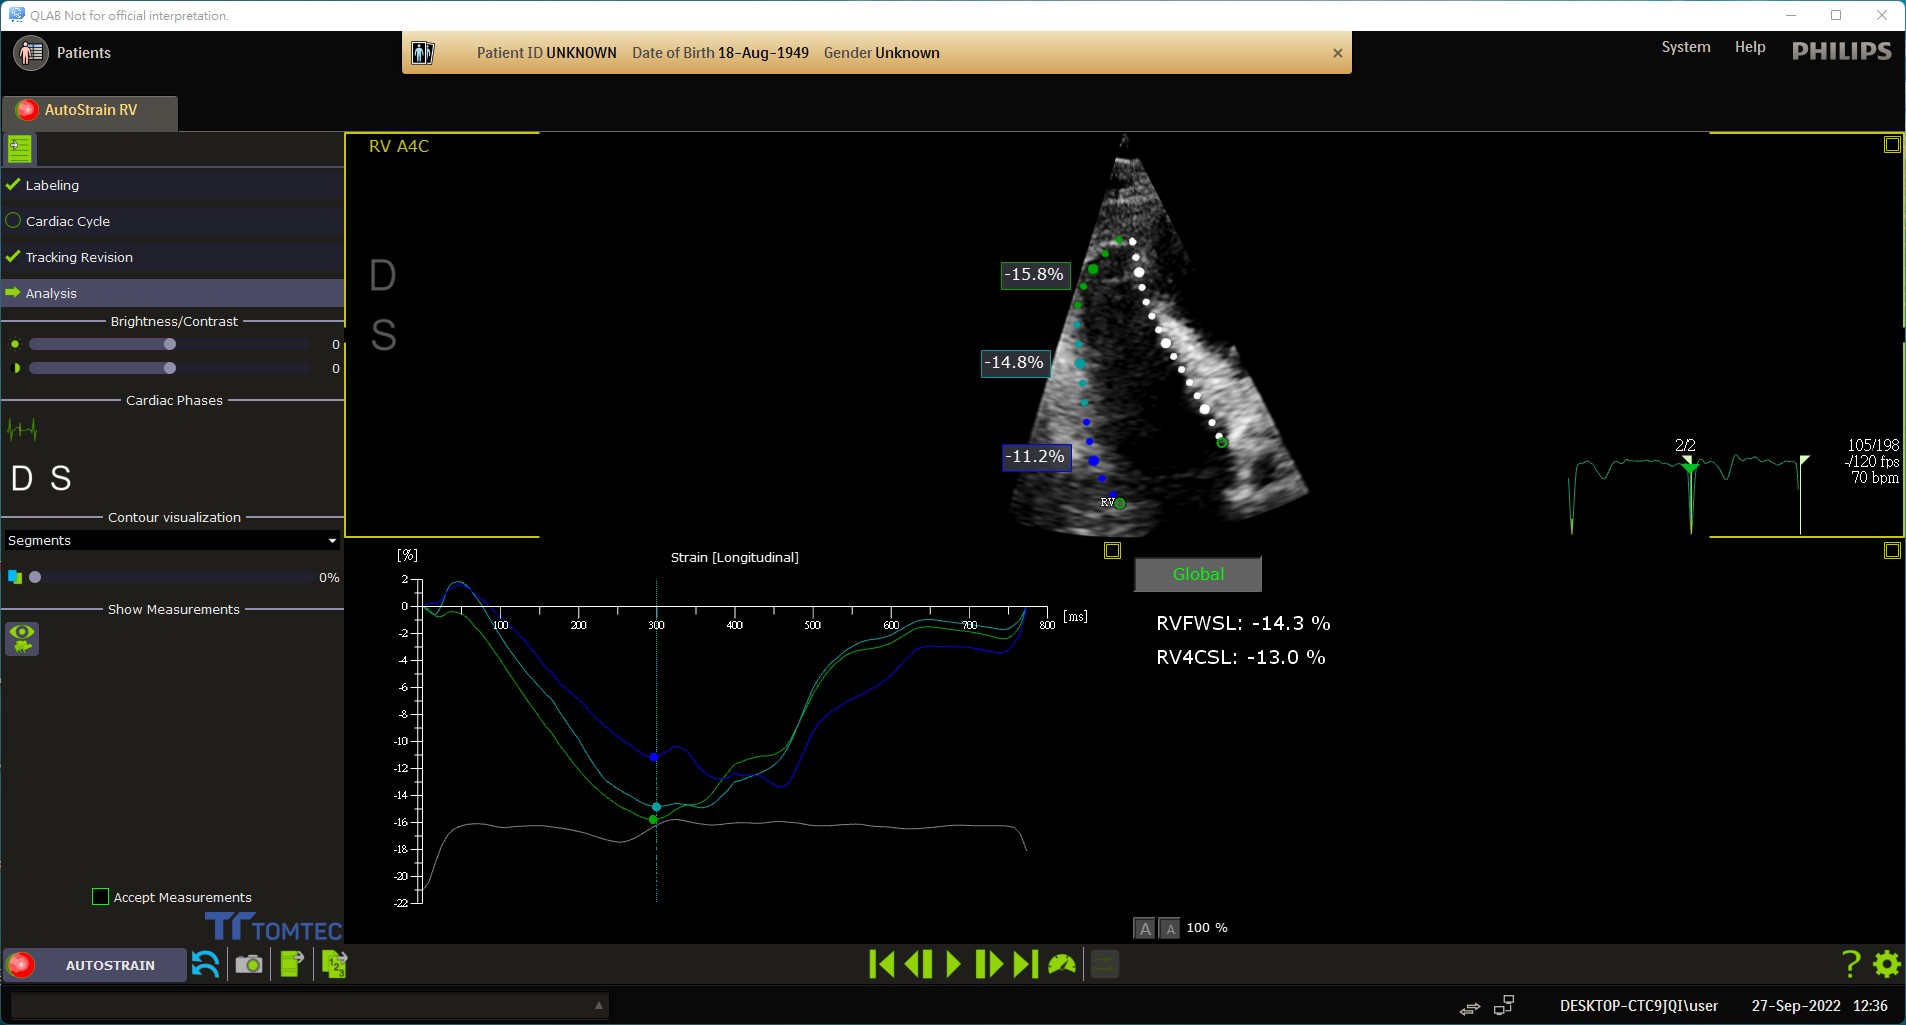 QLAB Not for official interpretation.
Patients
Patient ID UNKNOWN Date of Birth 18-Aug-1949 Gender Unknown
System Help PHILIPS
AutoStrain RV
Labeling
Cardiac Cycle
Tracking Revision
Analysis
Brightness/Contrast
0
0
Cardiac Phases
D S
Contour visualization
Segments
0%
Show Measurements
Accept Measurements
TOMTEC
RV A4C
D
S
-15.8%
-14.8%
-11.2%
RV
2/2
105/198
-/120 fps
70 bpm
[%]
Strain [Longitudinal]
2
0
-2
-4
-6
-8
-10
-12
-14
-16
-18
-20
-22
100 200 300 400 500 600 700 800 [ms]
Global
RVFWSL: -14.3 %
RV4CSL: -13.0 %
A A 100 %
AUTOSTRAIN
1 2 3
?
DESKTOP-CTC9JQI\user 27-Sep-2022 12:36